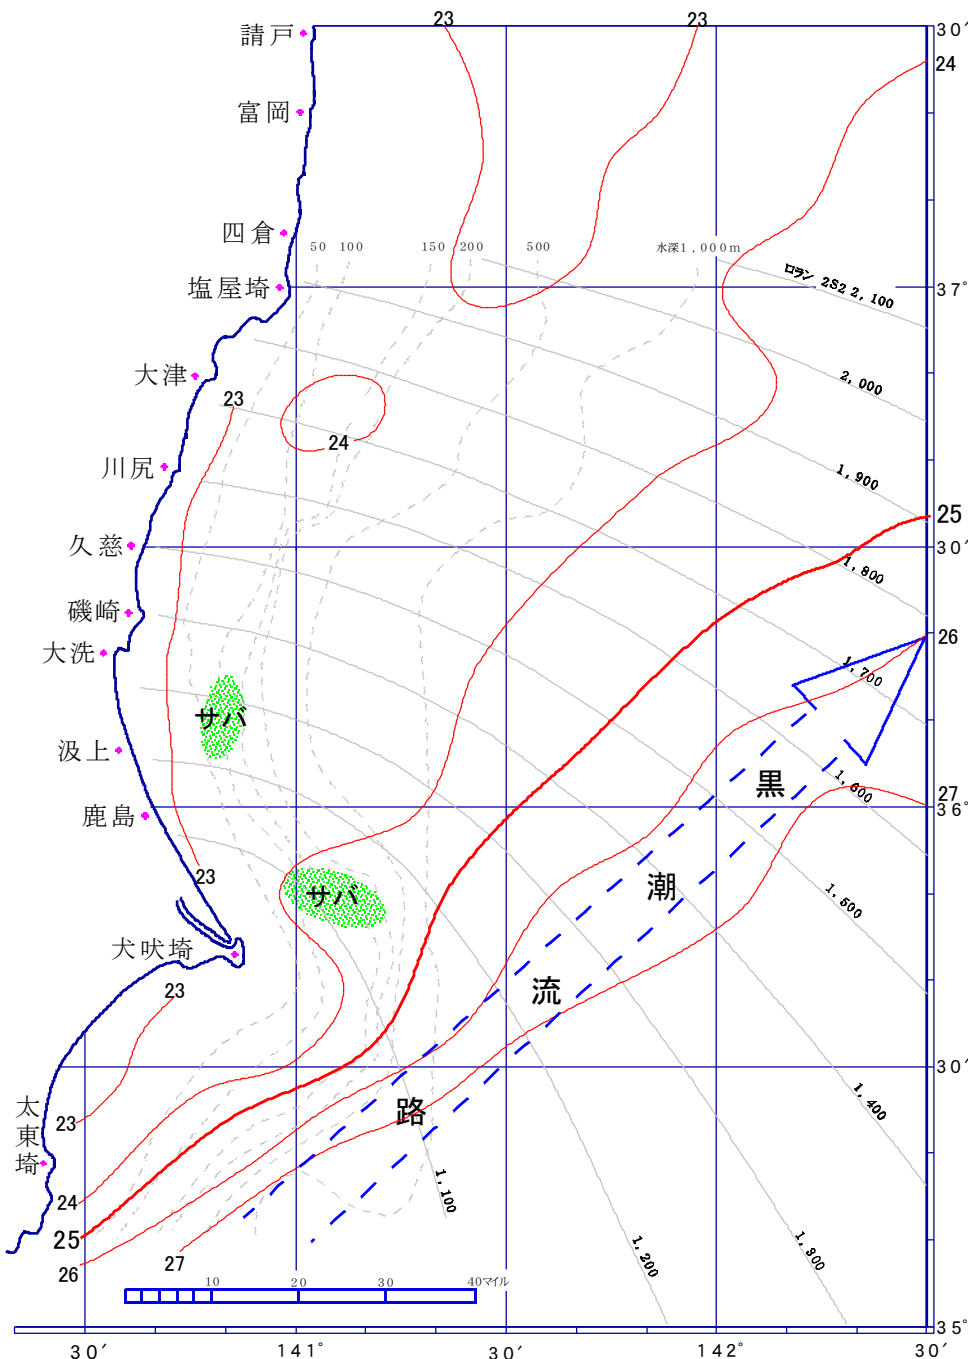 23
23
30′
24
請戸
富岡
四倉
50
100
150
200
500
水深1,000m
ロラン 2S2 2,100
塩屋埼
37°
大津
2,000
23
24
川尻
1,900
25
久慈
30′
1,800
磯崎
26
大洗
1,700
サバ
汲上
黒
1,600
27
鹿島
36°
23
サバ
潮
1,500
犬吠埼
23
流
30′
太東埼
23
路
1,400
24
1,100
25
26
27
1,200
1,300
10
20
30
40マイル
35°
30′
141°
30′
142°
30′